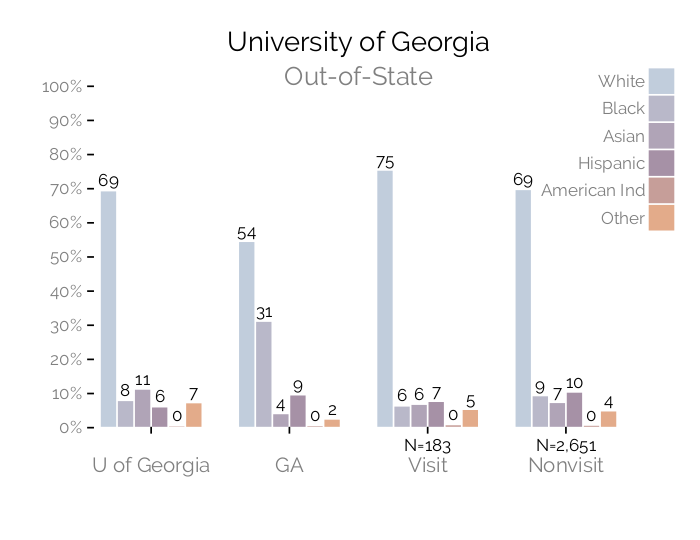 University of Georgia
Out-of-State
White
Black
Asian
Hispanic
American Ind
Other
100%
90%
80%
70%
60%
50%
40%
30%
20%
10%
0%
69
8
11
6
0
7
54
31
4
9
0
2
75
6
6
7
0
5
69
9
7
10
0
4
N=183
N=2,651
U of Georgia
GA
Visit
Nonvisit